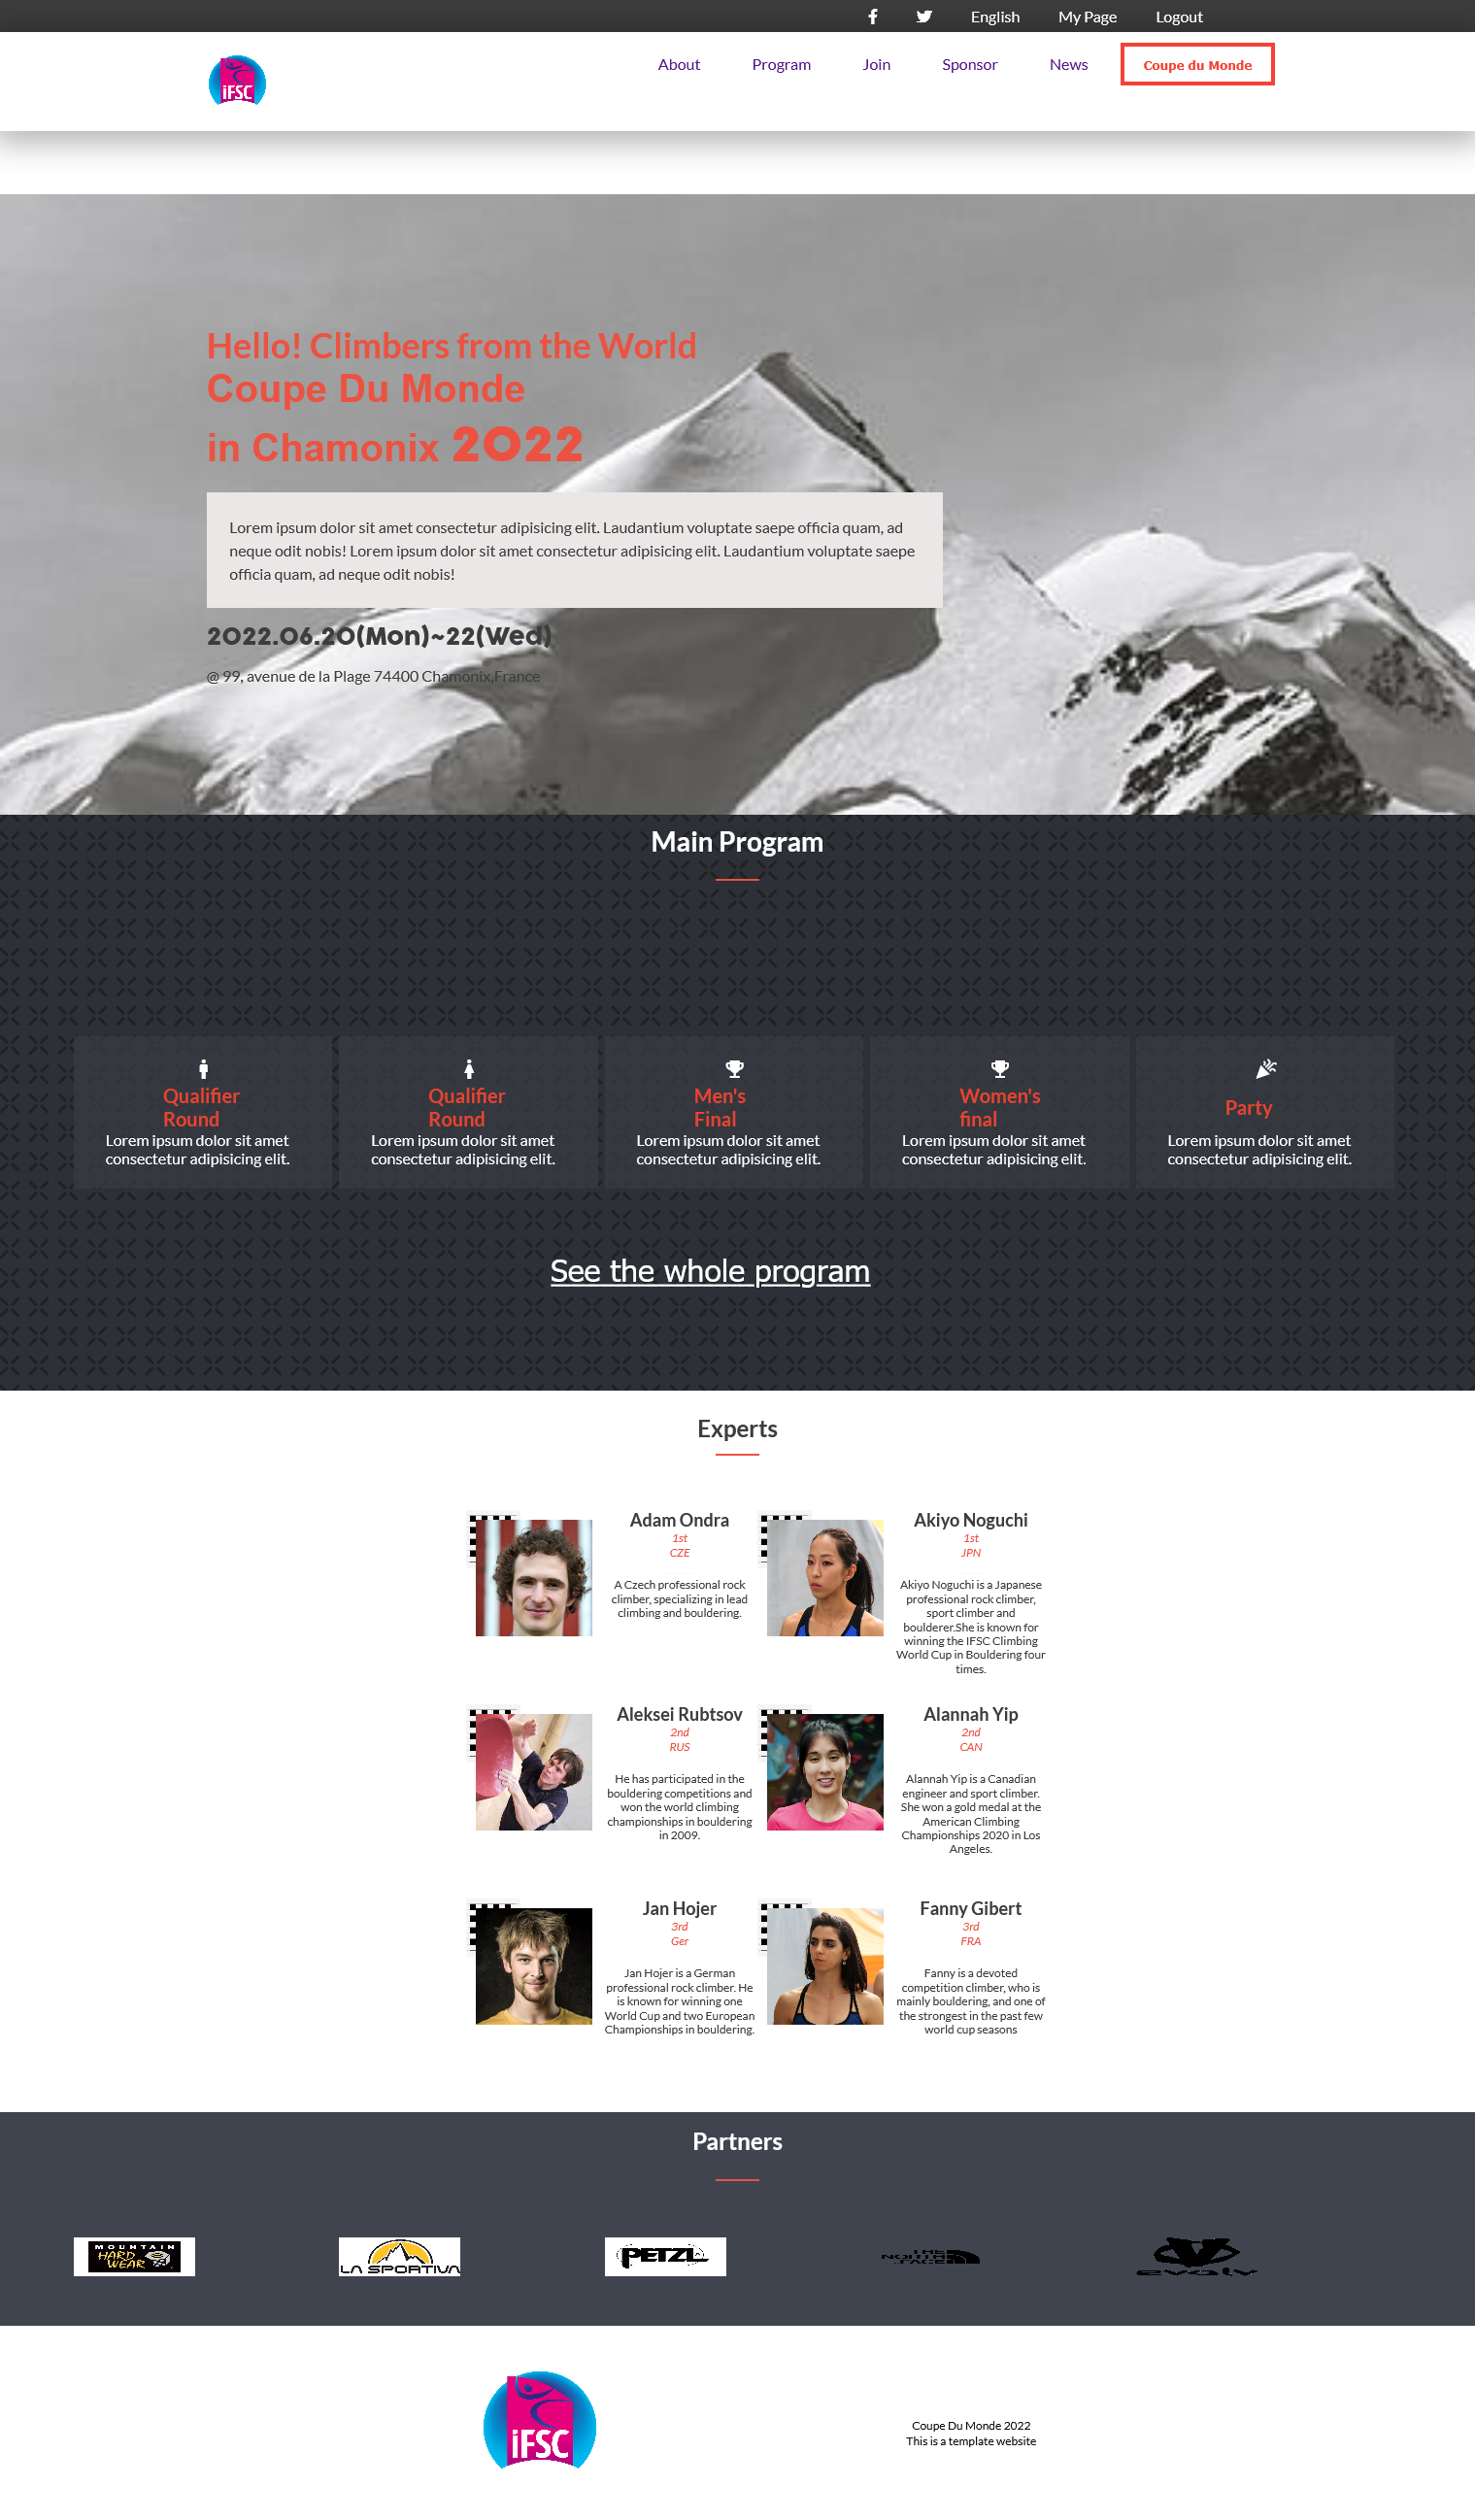 English My Page Logout
iFSC
About Program Join Sponsor News Coupe du Monde
Hello! Climbers from the World
Coupe Du Monde
in Chamonix 2022
Lorem ipsum dolor sit amet consectetur adipisicing elit. Laudantium voluptate saepe officia quam, ad
neque odit nobis! Lorem ipsum dolor sit amet consectetur adipisicing elit. Laudantium voluptate saepe
officia quam, ad neque odit nobis!
2022.06.20(Mon)~22(Wed)
@ 99, avenue de la Plage 74400 Chamonix,France
Main Program
Qualifier
Round
Lorem ipsum dolor sit amet
consectetur adipisicing elit.
Qualifier
Round
Lorem ipsum dolor sit amet
consectetur adipisicing elit.
Men's
Final
Lorem ipsum dolor sit amet
consectetur adipisicing elit.
Women's
final
Lorem ipsum dolor sit amet
consectetur adipisicing elit.
Party
Lorem ipsum dolor sit amet
consectetur adipisicing elit.
See the whole program
Experts
Adam Ondra
1st
CZE
A Czech professional rock
climber, specializing in lead
climbing and bouldering.
Akiyo Noguchi
1st
JPN
Akiyo Noguchi is a Japanese
professional rock climber,
sport climber and
boulderer.She is known for
winning the IFSC Climbing
World Cup in Bouldering four
times.
Aleksei Rubtsov
2nd
RUS
He has participated in the
bouldering competitions and
won the world climbing
championships in bouldering
in 2009.
Alannah Yip
2nd
CAN
Alannah Yip is a Canadian
engineer and sport climber.
She won a gold medal at the
American Climbing
Championships 2020 in Los
Angeles.
Jan Hojer
3rd
Ger
Jan Hojer is a German
professional rock climber. He
is known for winning one
World Cup and two European
Championships in bouldering.
Fanny Gibert
3rd
FRA
Fanny is a devoted
competition climber, who is
mainly bouldering, and one of
the strongest in the past few
world cup seasons
Partners
MOUNTAIN
HARD
WEAR
LA SPORTIVA
PETZL
THE
NORTH
FACE
evolv
iFSC
Coupe Du Monde 2022
This is a template website